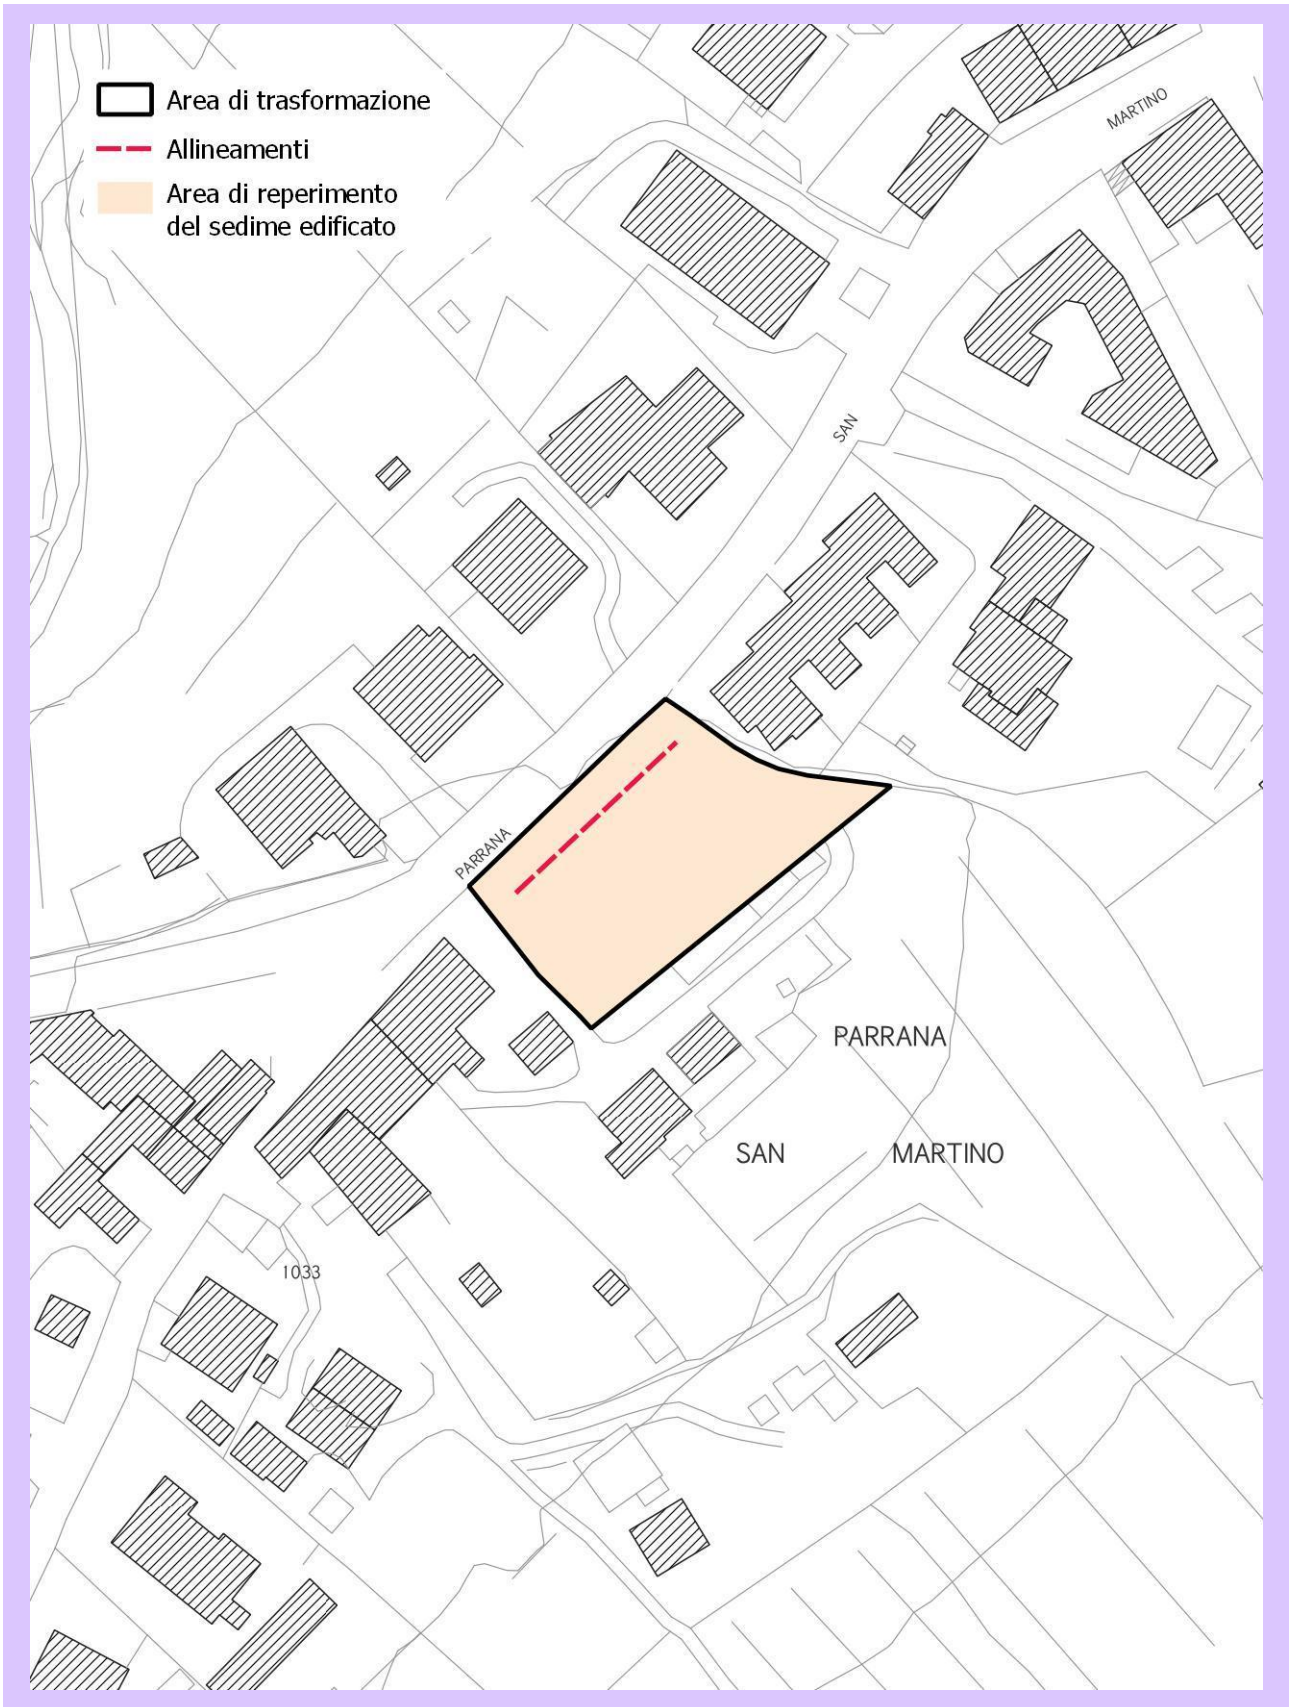 Area di trasformazione
Allineamenti
Area di reperimento
del sedime edificato
MARTINO
SAN
PARRANA
PARRANA
SAN MARTINO
1033